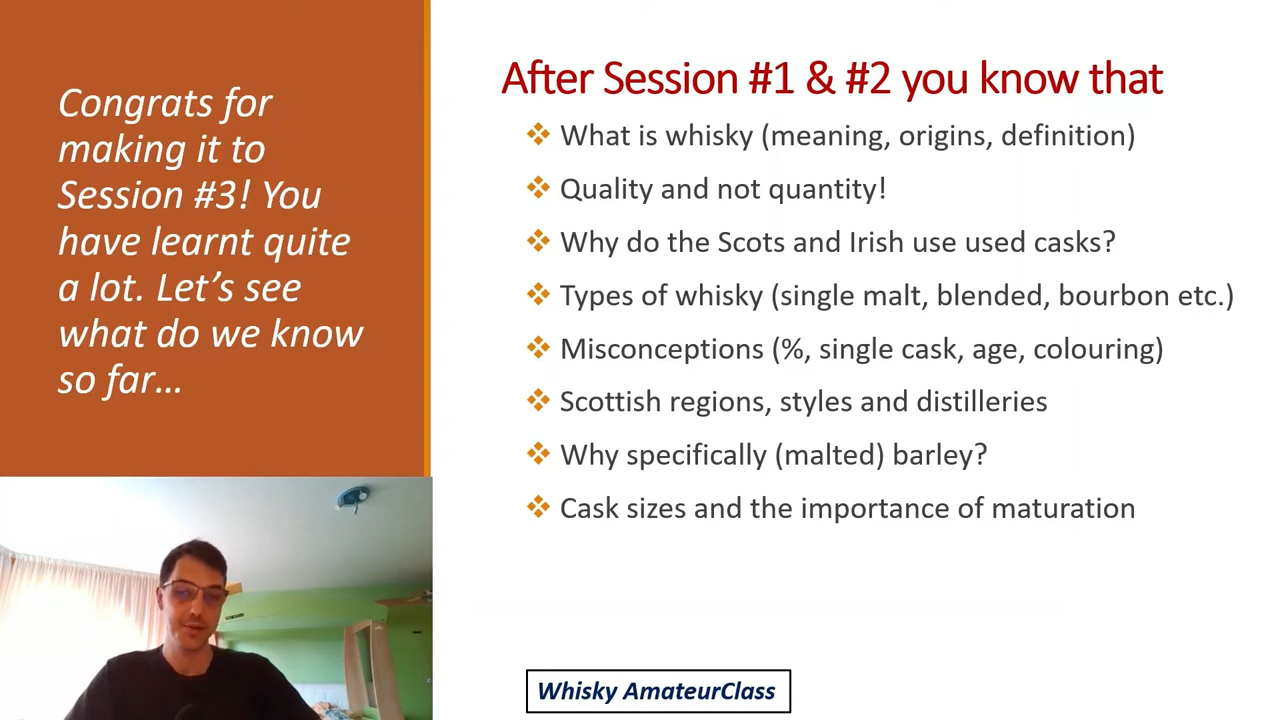 Congrats for
making it to
Session #3! You
have learnt quite
a lot. Let's see
what do we know
so far...
After Session #1 & #2 you know that
What is whisky (meaning, origins, definition)
Quality and not quantity!
Why do the Scots and Irish use used casks?
Types of whisky (single malt, blended, bourbon etc.)
Misconceptions (%, single cask, age, colouring)
Scottish regions, styles and distilleries
Why specifically (malted) barley?
Cask sizes and the importance of maturation
Whisky AmateurClass